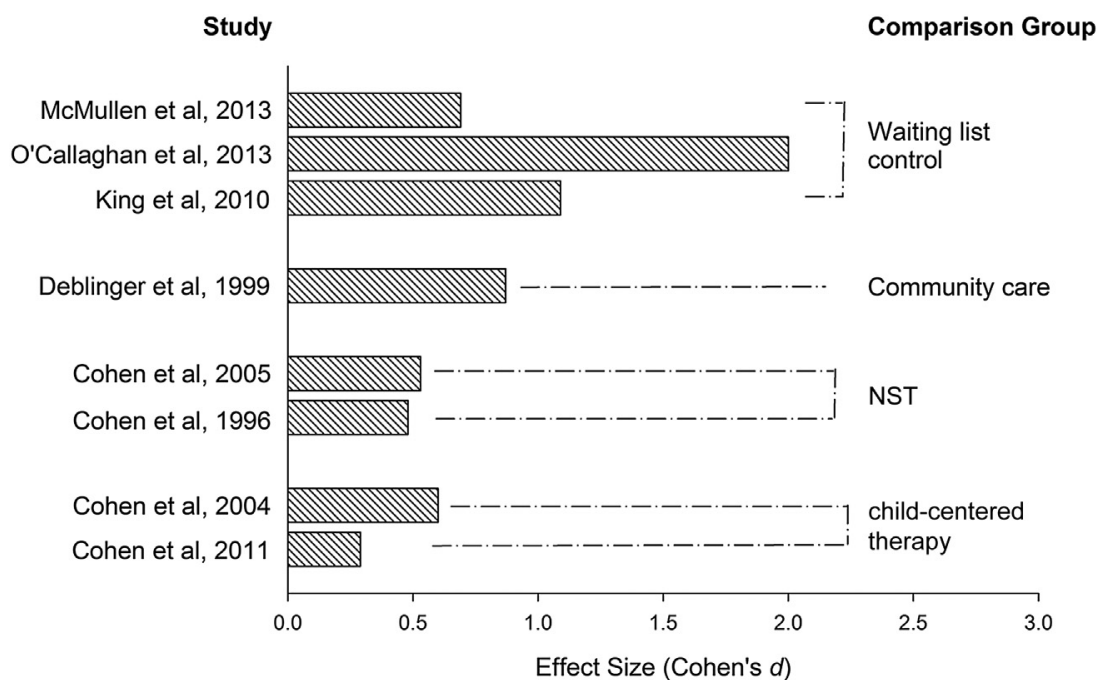 Study
Comparison Group
McMullen et al, 2013
O'Callaghan et al, 2013
King et al, 2010
Waiting list
control
Deblinger et al, 1999
Community care
Cohen et al, 2005
Cohen et al, 1996
NST
Cohen et al, 2004
Cohen et al, 2011
child-centered
therapy
0.0 0.5 1.0 1.5 2.0 2.5 3.0
Effect Size (Cohen's d)